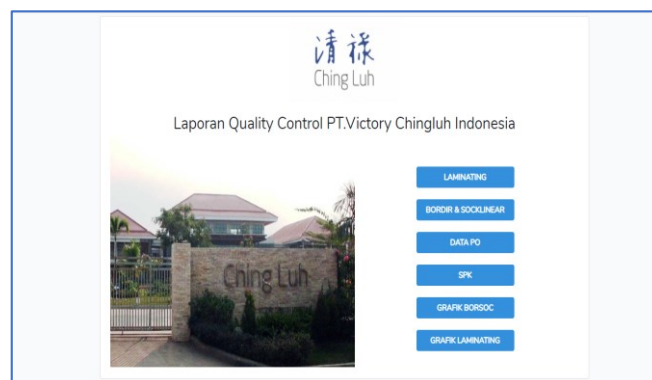 清祿
Ching Luh
Laporan Quality Control PT.Victory Chingluh Indonesia
Ching Luh
LAMINATING
BORDIR & SOCKLINEAR
DATA PO
SPK
GRAFIK BORSOC
GRAFIK LAMINATING